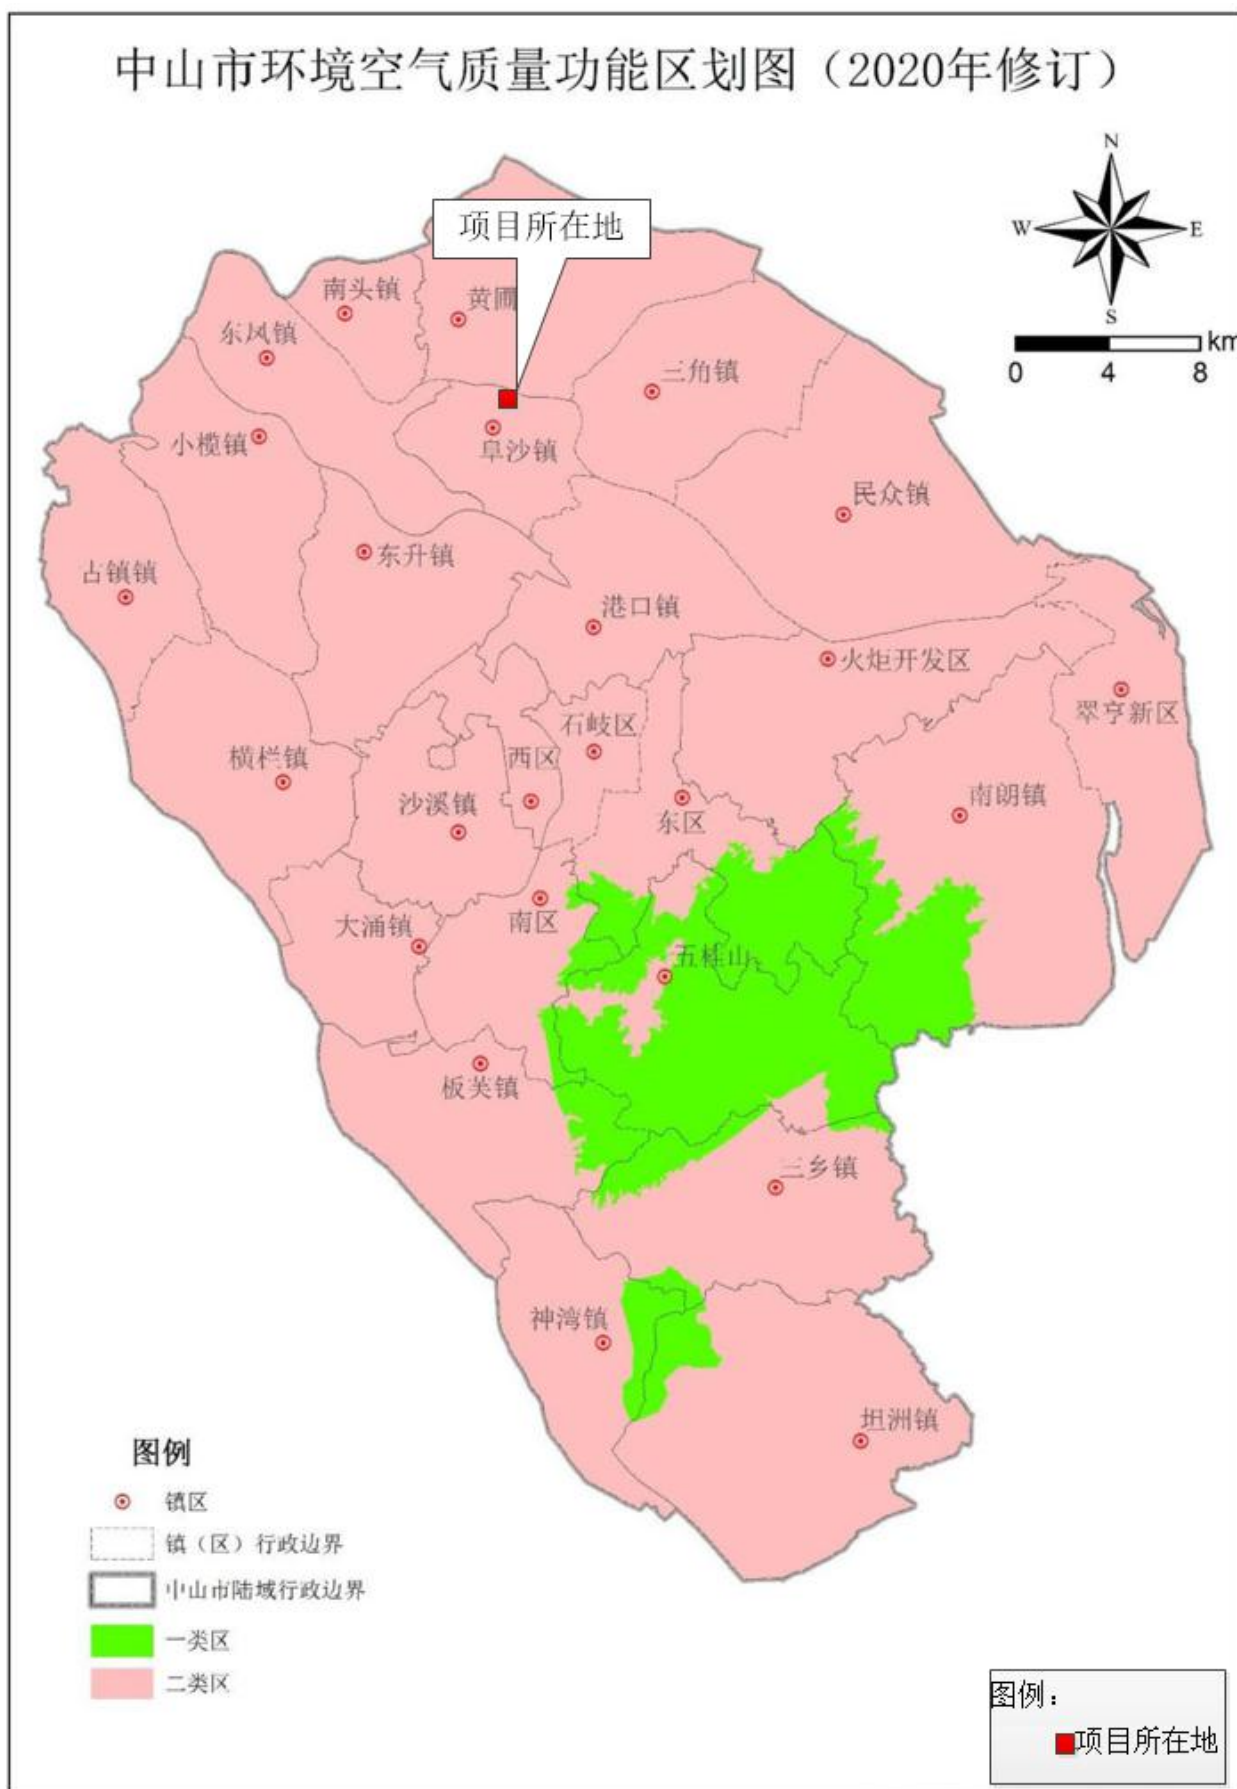 中山市环境空气质量功能区划图（2020年修订）
N
W
E
S
km
0 4 8
项目所在地
南头镇
黄圃
东凤镇
三角镇
小榄镇
阜沙镇
民众镇
东升镇
古镇镇
港口镇
火炬开发区
翠亨新区
石岐区
西区
横栏镇
沙溪镇
东区
南朗镇
南区
大涌镇
五桂山
板芙镇
三乡镇
神湾镇
坦洲镇
图例
镇区
镇（区）行政边界
中山市陆域行政边界
一类区
二类区
图例：
项目所在地